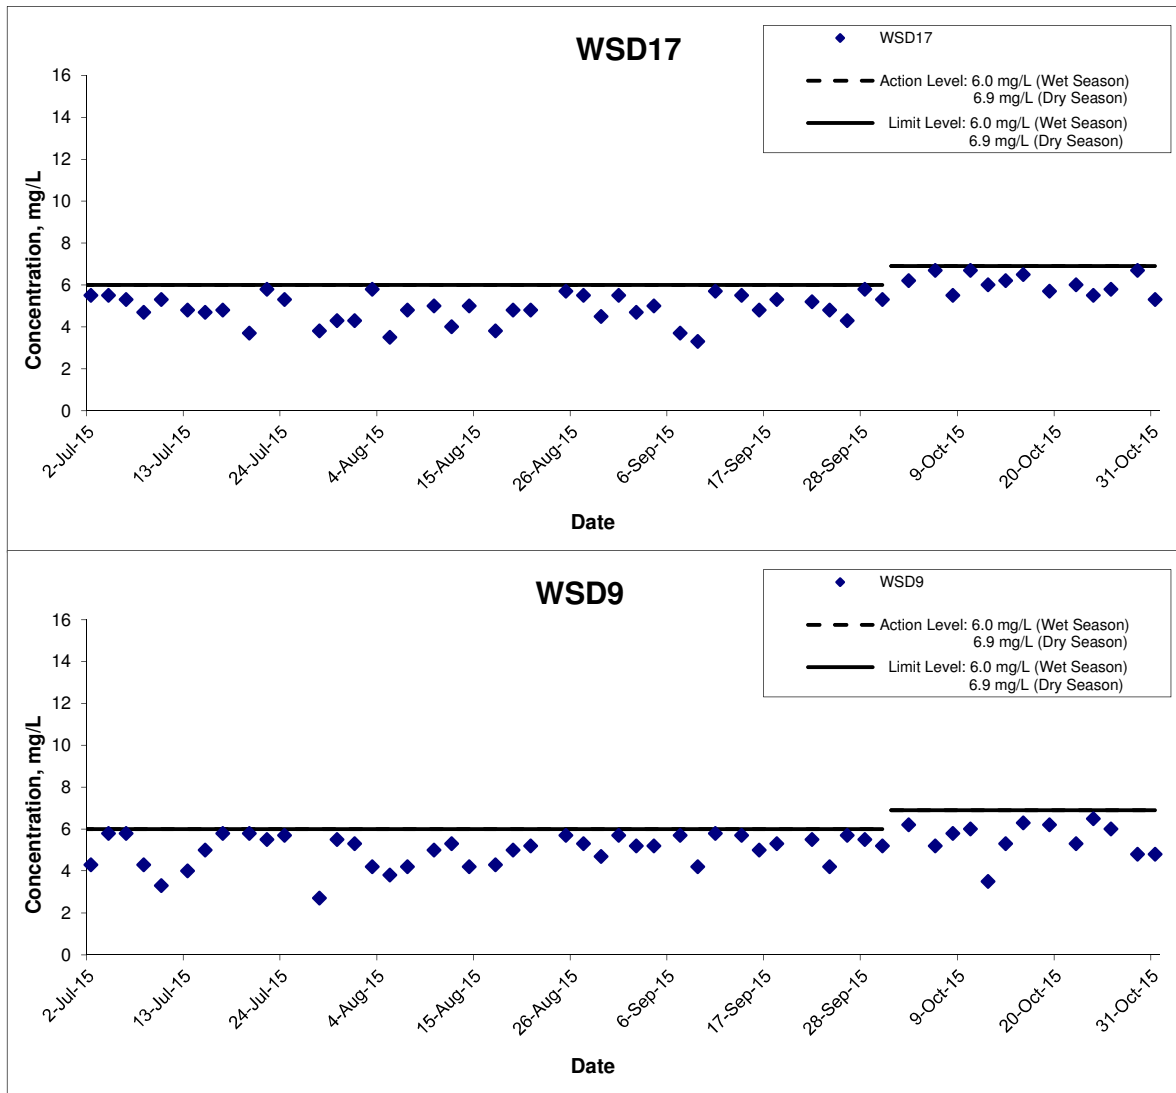 WSD17
WSD17
Action Level: 6.0 mg/L (Wet Season)
6.9 mg/L (Dry Season)
Limit Level: 6.0 mg/L (Wet Season)
6.9 mg/L (Dry Season)
Concentration, mg/L
16
14
12
10
8
6
4
2
0
2-Jul-15
13-Jul-15
24-Jul-15
4-Aug-15
15-Aug-15
26-Aug-15
6-Sep-15
17-Sep-15
28-Sep-15
9-Oct-15
20-Oct-15
31-Oct-15
Date
WSD9
WSD9
Action Level: 6.0 mg/L (Wet Season)
6.9 mg/L (Dry Season)
Limit Level: 6.0 mg/L (Wet Season)
6.9 mg/L (Dry Season)
Concentration, mg/L
16
14
12
10
8
6
4
2
0
2-Jul-15
13-Jul-15
24-Jul-15
4-Aug-15
15-Aug-15
26-Aug-15
6-Sep-15
17-Sep-15
28-Sep-15
9-Oct-15
20-Oct-15
31-Oct-15
Date